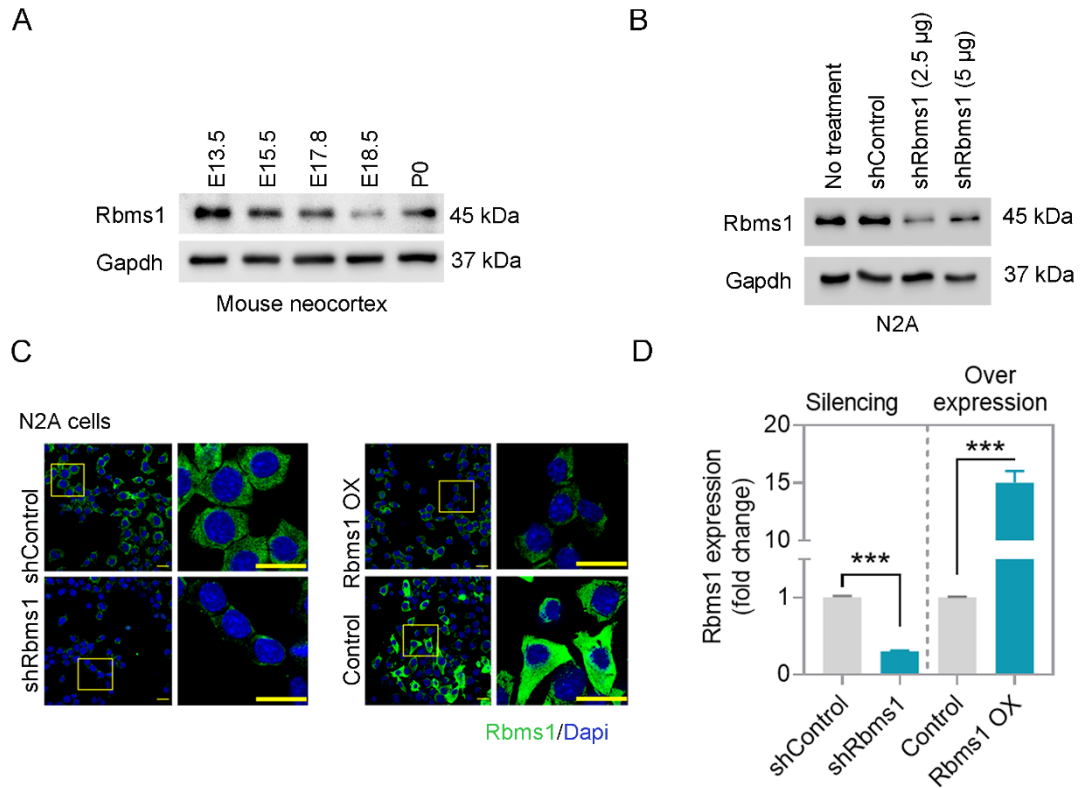 A
E13.5
E15.5
E17.8
E18.5
P0
Rbms1
45 kDa
Gapdh
37 kDa
Mouse neocortex
B
No treatment
shControl
shRbms1 (2.5 µg)
shRbms1 (5 µg)
Rbms1
45 kDa
Gapdh
37 kDa
N2A
C
N2A cells
shControl
shRbms1
Rbms1 OX
Control
Rbms1/Dapi
D
Silencing
Over
expression
Rbms1 expression
(fold change)
20
15
10
1
0
***
***
shControl
shRbms1
Control
Rbms1 OX